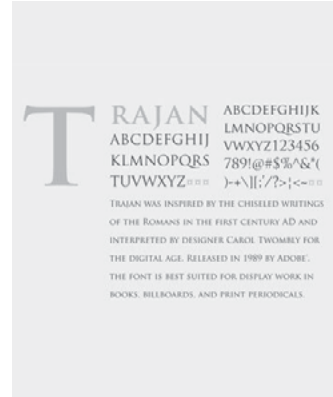 TRAJAN
ABCDEFGHIJ
KLMNOPQRS
TUVWXYZ
ABCDEFGHIJK
LMNOPQRSTU
VWXYZ123456
789!@#$%^&*(
)-+\][;'/?>:<~
TRAJAN WAS INSPIRED BY THE CHISELED WRITINGS
OF THE ROMANS IN THE FIRST CENTURY AD AND
INTERPRETED BY DESIGNER CAROL TWOMBLY FOR
THE DIGITAL AGE. RELEASED IN 1989 BY ADOBE,
THE FONT IS BEST SUITED FOR DISPLAY WORK IN
BOOKS, BILLBOARDS, AND PRINT PERIODICALS.